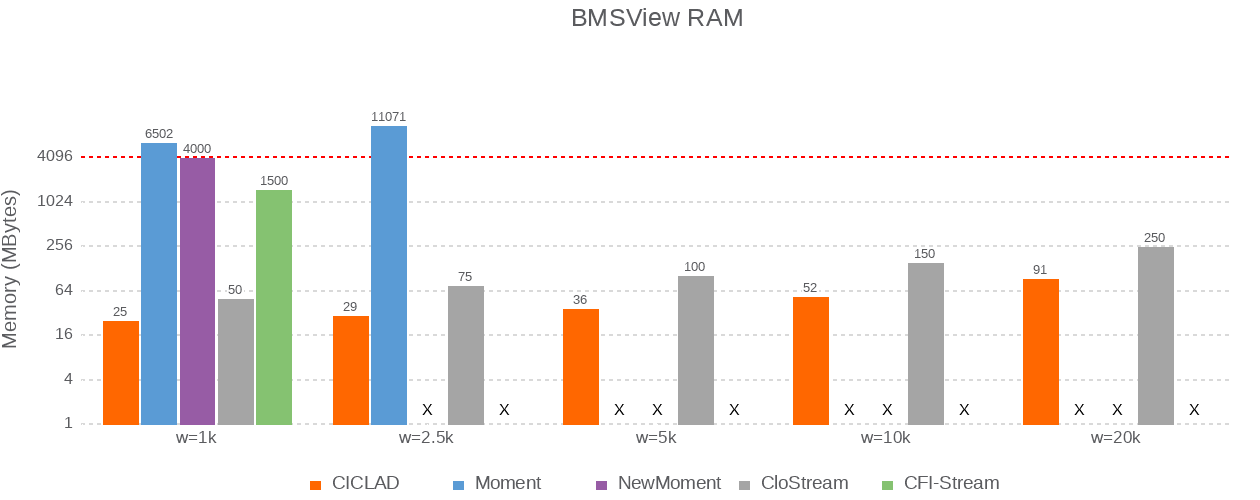 BMSView RAM
Memory (MBytes)
4096
1024
256
64
16
4
1
25
6502
4000
50
1500
29
11071
X
75
X
36
X
X
100
X
52
X
X
150
X
91
X
X
250
X
w=1k
w=2.5k
w=5k
w=10k
w=20k
CICLAD
Moment
NewMoment
CloStream
CFI-Stream